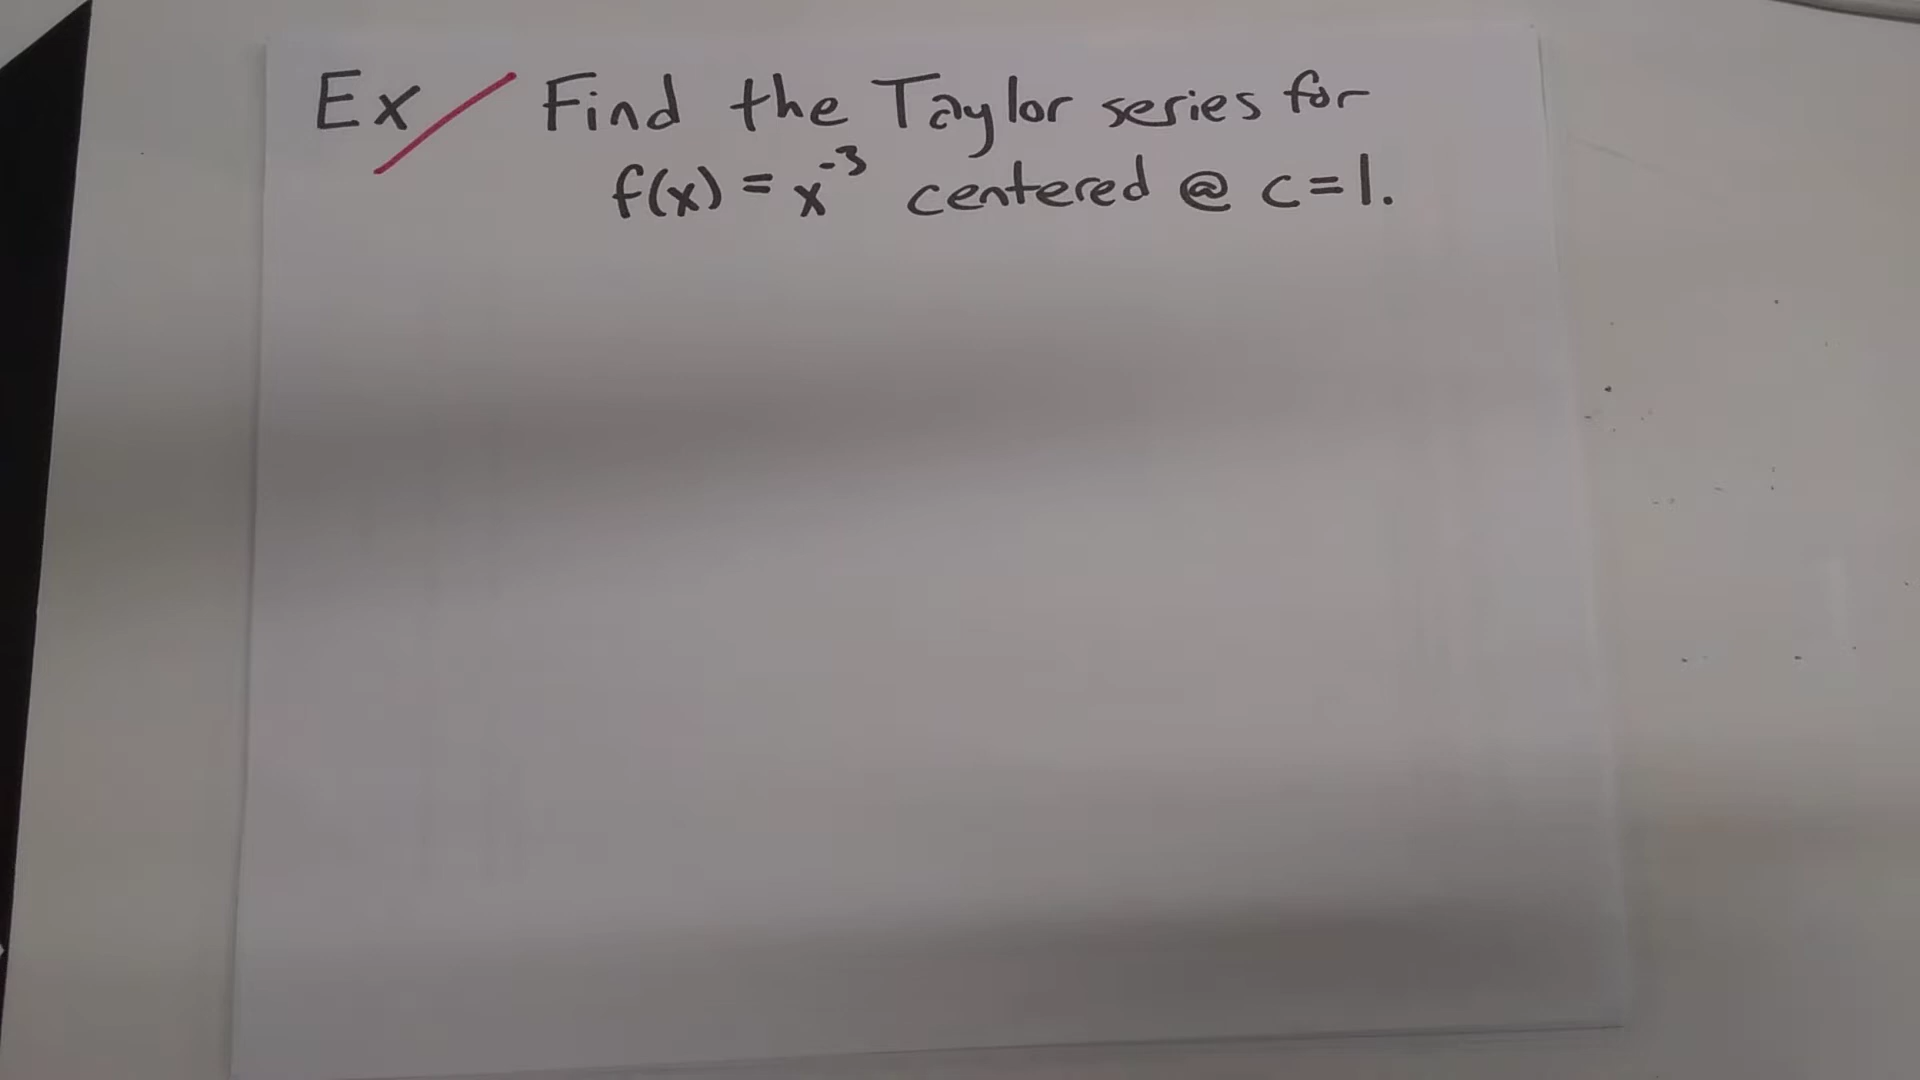 Ex/ Find the Taylor series for
f(x) = x⁻³ centered @ c=1.